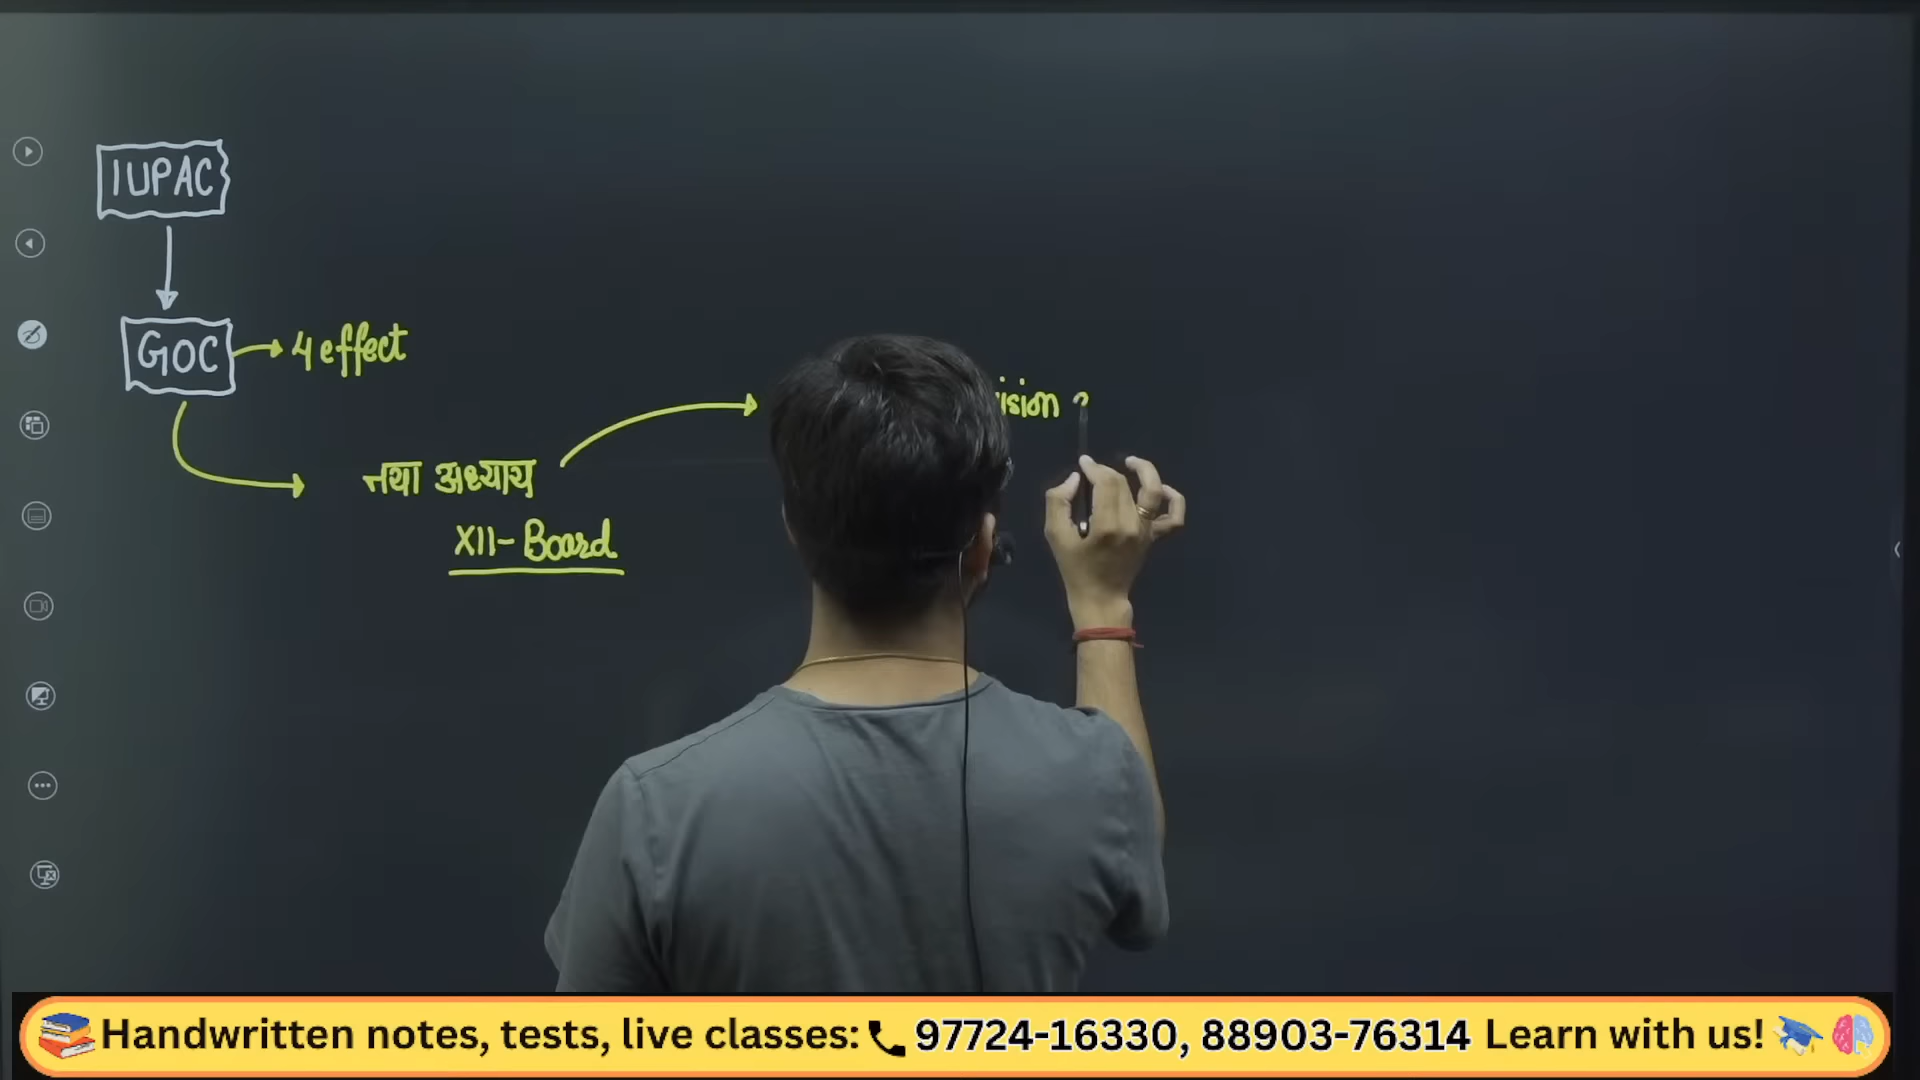 IUPAC
GOC
4 effect
नया अध्याय
XII-Board
Handwritten notes, tests, live classes: 97724-16330, 88903-76314 Learn with us!